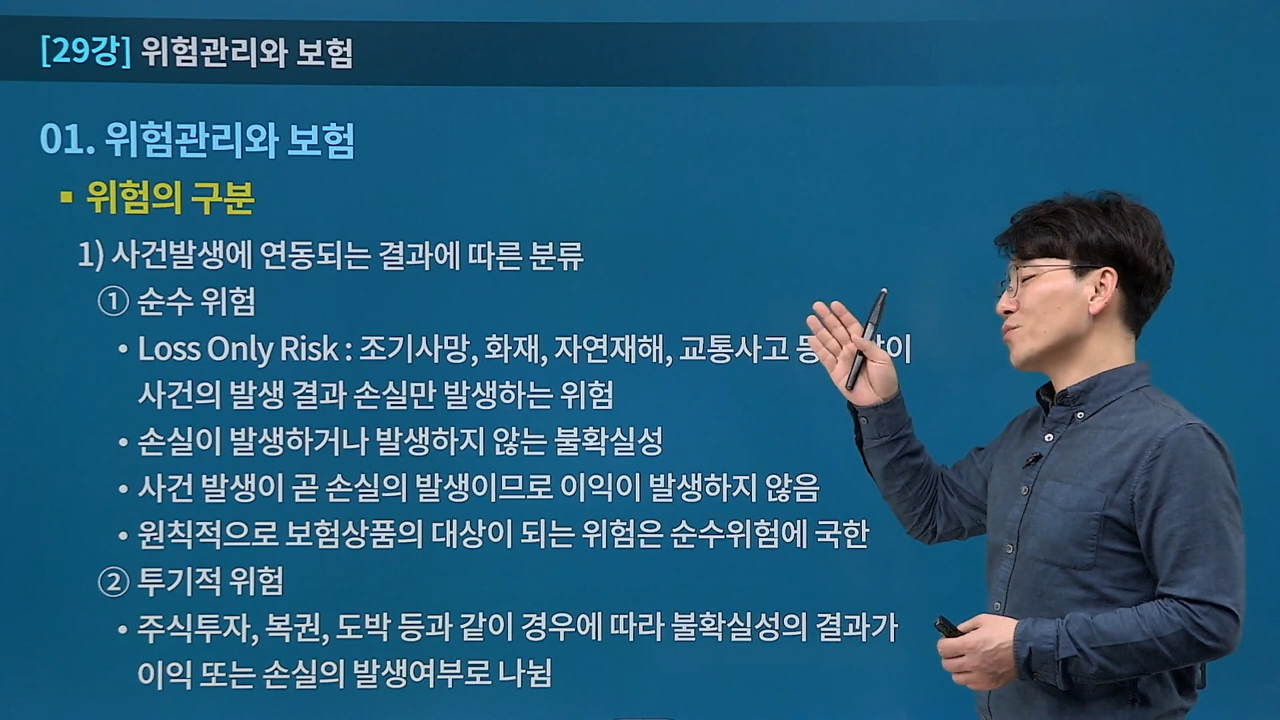 [29강] 위험관리와 보험
01. 위험관리와 보험
▪ 위험의 구분
1) 사건발생에 연동되는 결과에 따른 분류
① 순수 위험
• Loss Only Risk : 조기사망, 화재, 자연재해, 교통사고
사건의 발생 결과 손실만 발생하는 위험
• 손실이 발생하거나 발생하지 않는 불확실성
• 사건 발생이 곧 손실의 발생이므로 이익이 발생하지 않음
• 원칙적으로 보험상품의 대상이 되는 위험은 순수위험에 국한
② 투기적 위험
• 주식투자, 복권, 도박 등과 같이 경우에 따라 불확실성의 결과가
이익 또는 손실의 발생여부로 나뉨